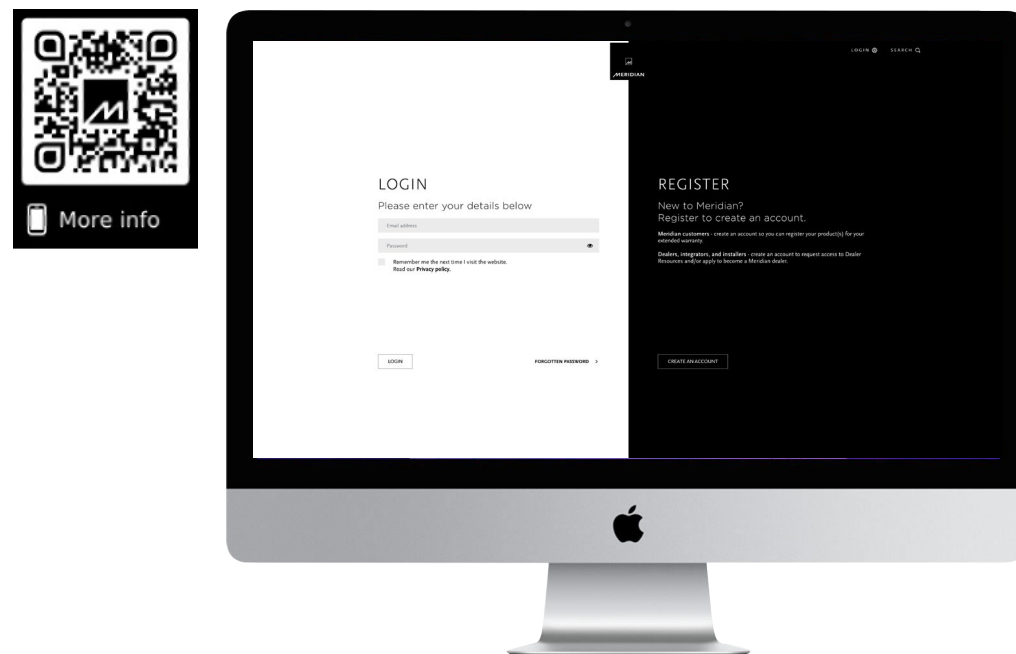 More info
MERIDIAN
LOGIN
SEARCH
LOGIN
Please enter your details below
Email address
Password
Remember me the next time I visit the website.
Read our Privacy policy.
LOGIN
FORGOTTEN PASSWORD >
REGISTER
New to Meridian?
Register to create an account.
Meridian customers - create an account so you can register your product(s) for your
extended warranty.
Dealers, integrators, and installers - create an account to request access to Dealer
Resources and/or apply to become a Meridian dealer.
CREATE AN ACCOUNT